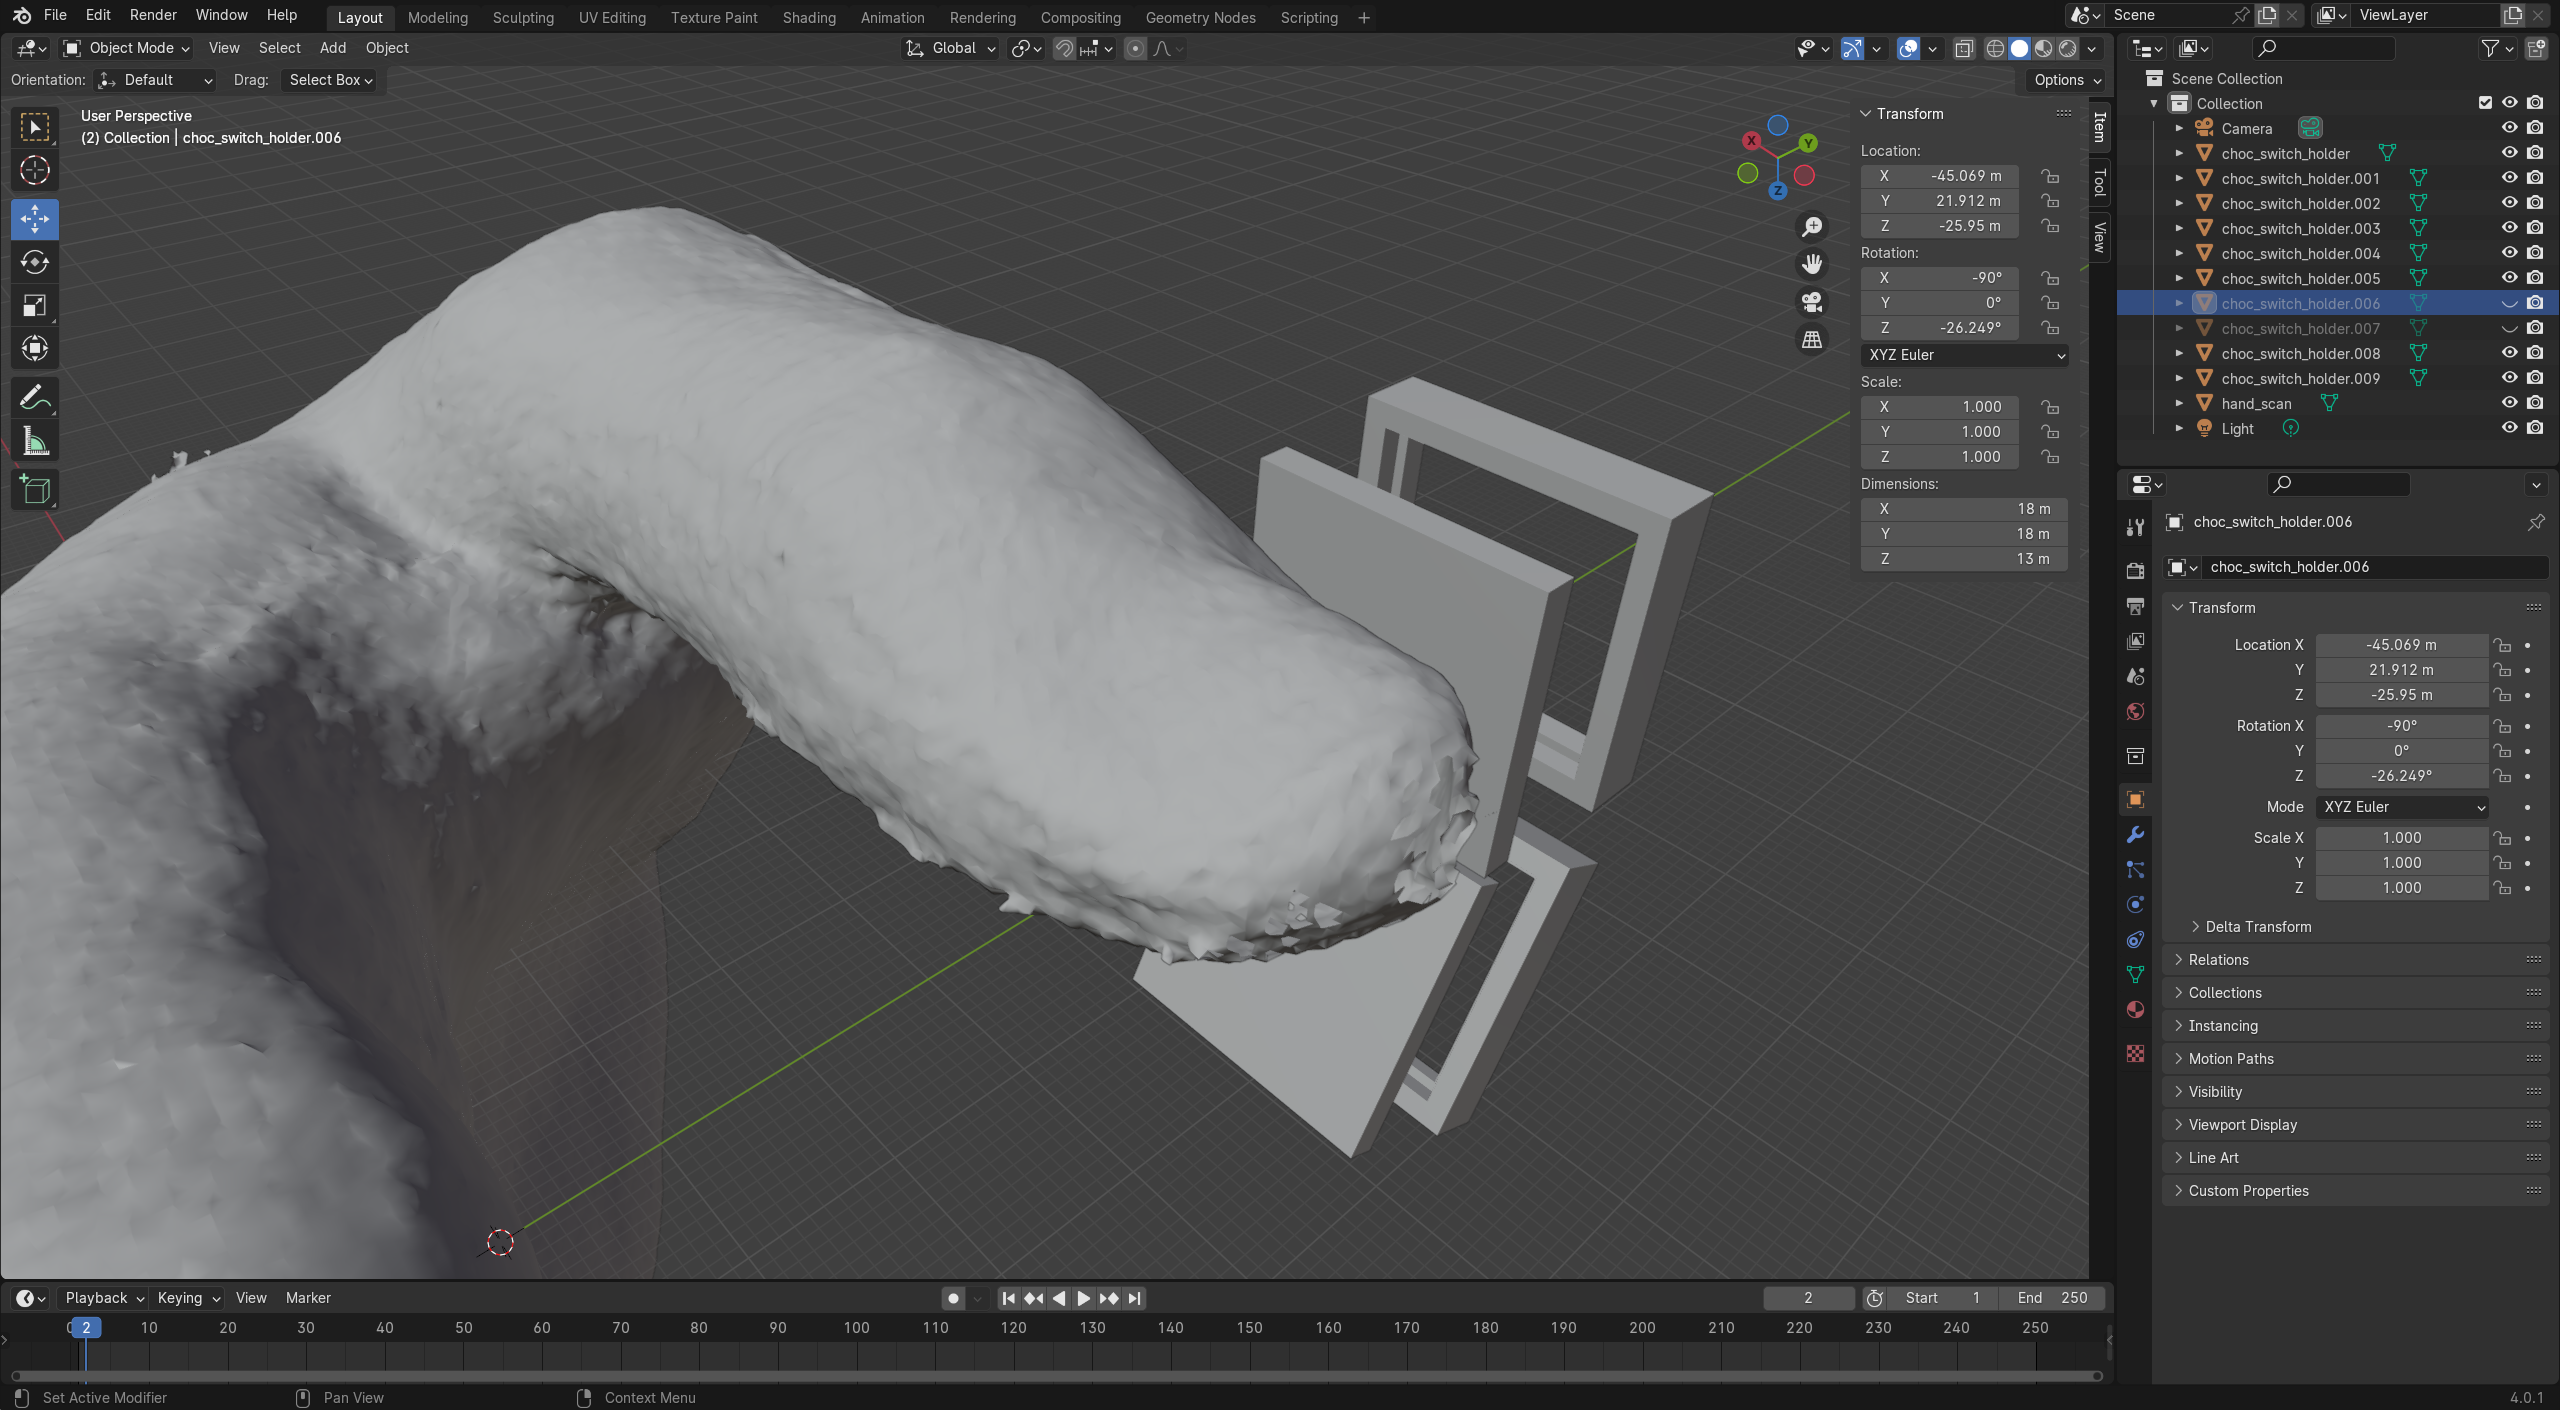 File Edit Render Window Help Layout Modeling Sculpting UV Editing Texture Paint Shading Animation Rendering Compositing Geometry Nodes Scripting + Scene ViewLayer
Object Mode View Select Add Object Global
Orientation: Default Drag: Select Box Options
User Perspective
(2) Collection | choc_switch_holder.006
X Y Z
Transform
Location:
X -45.069 m
Y 21.912 m
Z -25.95 m
Rotation:
X -90°
Y 0°
Z -26.249°
XYZ Euler
Scale:
X 1.000
Y 1.000
Z 1.000
Dimensions:
X 18 m
Y 18 m
Z 13 m
Item
Tool
View
Scene Collection
Collection
Camera
choc_switch_holder
choc_switch_holder.001
choc_switch_holder.002
choc_switch_holder.003
choc_switch_holder.004
choc_switch_holder.005
choc_switch_holder.006
choc_switch_holder.007
choc_switch_holder.008
choc_switch_holder.009
hand_scan
Light
choc_switch_holder.006
choc_switch_holder.006
Transform
Location X -45.069 m
Y 21.912 m
Z -25.95 m
Rotation X -90°
Y 0°
Z -26.249°
Mode XYZ Euler
Scale X 1.000
Y 1.000
Z 1.000
Delta Transform
Relations
Collections
Instancing
Motion Paths
Visibility
Viewport Display
Line Art
Custom Properties
Playback Keying View Marker 2 Start 1 End 250
0 2 10 20 30 40 50 60 70 80 90 100 110 120 130 140 150 160 170 180 190 200 210 220 230 240 250
Set Active Modifier Pan View Context Menu 4.0.1